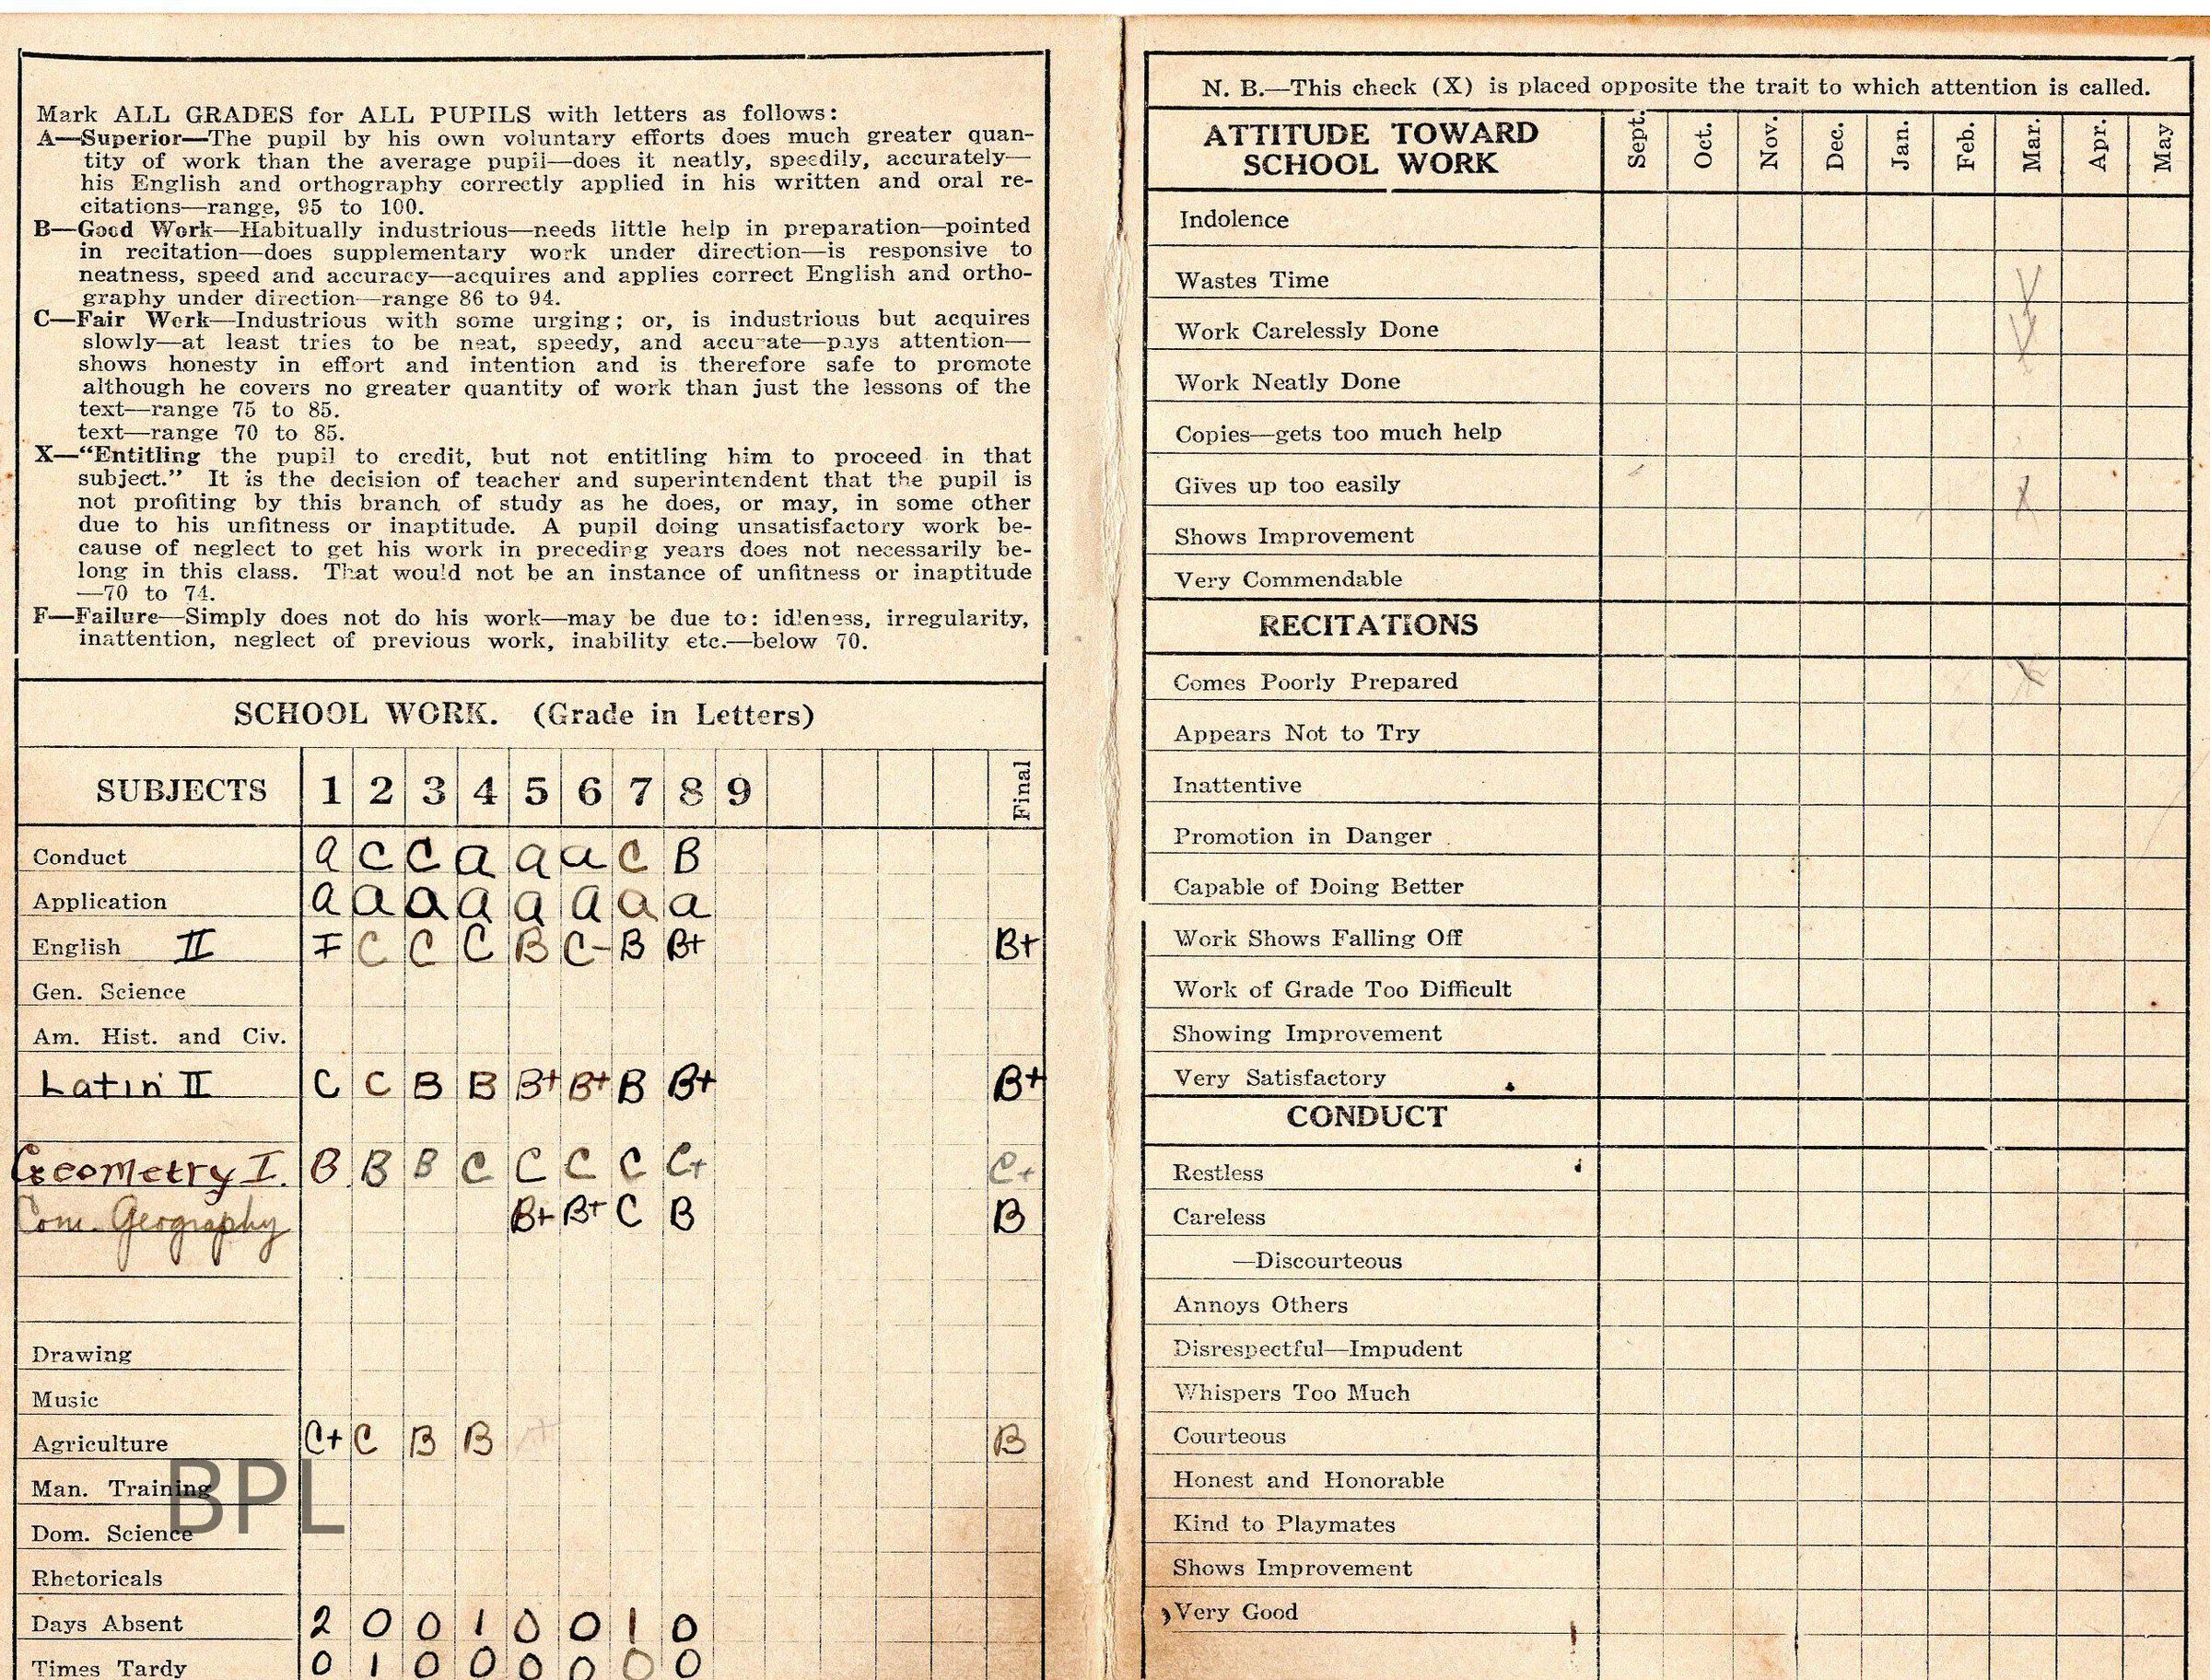 Mark ALL GRADES for ALL PUPILS with letters as follows:
A—Superior—The pupil by his own voluntary efforts does much greater quan-
tity of work than the average pupil—does it neatly, speedily, accurately—
his English and orthography correctly applied in his written and oral re-
citations—range, 95 to 100.
B—Good Work—Habitually industrious—needs little help in preparation—pointed
in recitation—does supplementary work under direction—is responsive to
neatness, speed and accuracy—acquires and applies correct English and ortho-
graphy under direction—range 86 to 94.
C—Fair Work—Industrious with some urging; or, is industrious but acquires
slowly—at least tries to be neat, speedy, and accurate—pays attention—
shows honesty in effort and intention and is therefore safe to promote
although he covers no greater quantity of work than just the lessons of the
text—range 75 to 85.
text—range 70 to 85.
X—“Entitling the pupil to credit, but not entitling him to proceed in that
subject.” It is the decision of teacher and superintendent that the pupil is
not profiting by this branch of study as he does, or may, in some other
due to his unfitness or inaptitude. A pupil doing unsatisfactory work be-
cause of neglect to get his work in preceding years does not necessarily be-
long in this class. That would not be an instance of unfitness or inaptitude
—70 to 74.
F—Failure—Simply does not do his work—may be due to: idleness, irregularity,
inattention, neglect of previous work, inability etc.—below 70.
SCHOOL WORK. (Grade in Letters)
SUBJECTS 1 2 3 4 5 6 7 8 9 Final
Conduct a C C a a a C B
Application a a a a a a a a
English II F C C C B C- B B+ B+
Gen. Science
Am. Hist. and Civ.
Latin II C C B B B+ B+ B B+ B+
Geometry I. B B B C C C C C+ C+
Com. Geography B+ B+ C B B
Drawing
Music
Agriculture C+ C B B B
Man. Training
BPL
Dom. Science
Rhetoricals
Days Absent 2 0 0 1 0 0 1 0
Times Tardy 0 1 0 0 0 0 0 0
N. B.—This check (X) is placed opposite the trait to which attention is called.
ATTITUDE TOWARD
SCHOOL WORK
Sept. Oct. Nov. Dec. Jan. Feb. Mar. Apr. May
Indolence
Wastes Time X
Work Carelessly Done X
Work Neatly Done
Copies—gets too much help
Gives up too easily X
Shows Improvement
Very Commendable
RECITATIONS
Comes Poorly Prepared X
Appears Not to Try
Inattentive
Promotion in Danger
Capable of Doing Better
Work Shows Falling Off
Work of Grade Too Difficult
Showing Improvement
Very Satisfactory
CONDUCT
Restless
Careless
—Discourteous
Annoys Others
Disrespectful—Impudent
Whispers Too Much
Courteous
Honest and Honorable
Kind to Playmates
Shows Improvement
Very Good